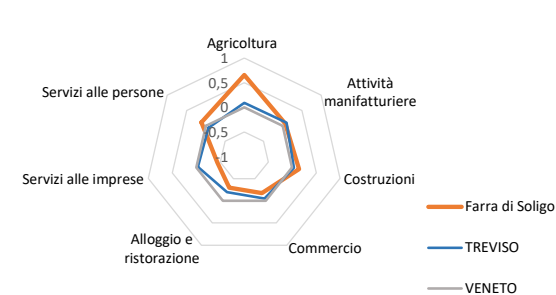 Agricoltura
1
0,5
0
0,5
-1
Attività
manifatturiere
Costruzioni
Commercio
Alloggio e
ristorazione
Servizi alle imprese
Servizi alle persone
Farra di Soligo
TREVISO
VENETO